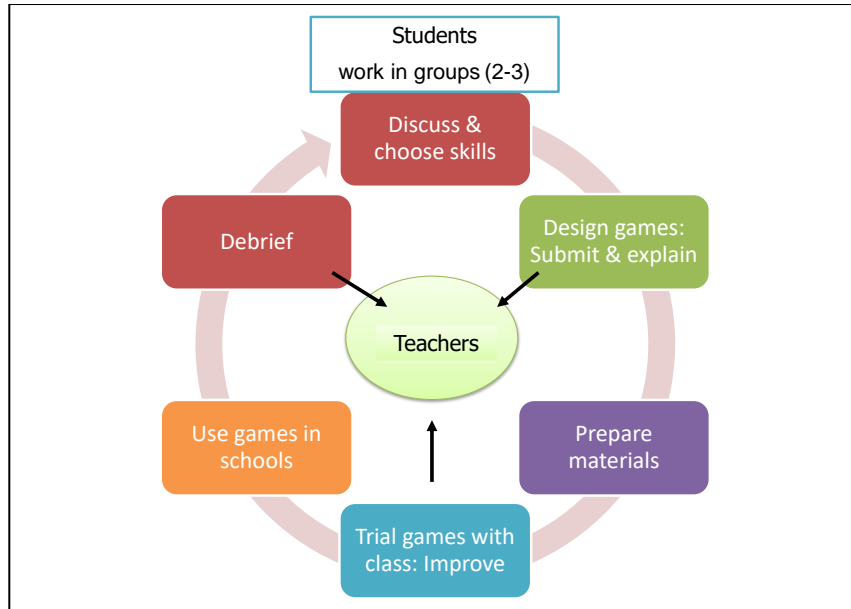 Students
work in groups (2-3)
Discuss &
choose skills
Debrief
Design games:
Submit & explain
Teachers
Use games in
schools
Prepare
materials
Trial games with
class: Improve